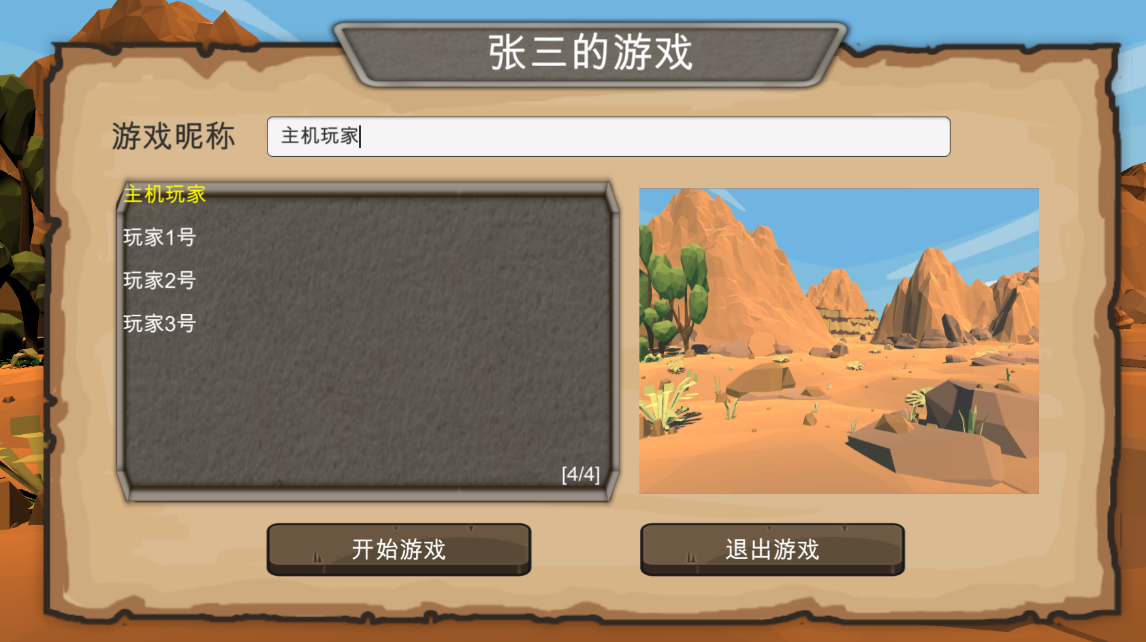 张三的游戏
游戏昵称 主机玩家
主机玩家
玩家1号
玩家2号
玩家3号
[4/4]
开始游戏 退出游戏